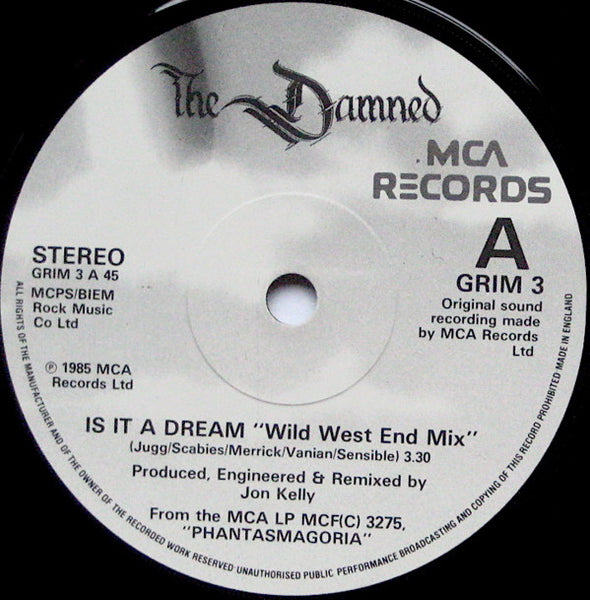 The Damned
MCA
RECORDS
A
GRIM 3
Original sound
recording made
by MCA Records
Ltd
STEREO
GRIM 3 A 45
MCPS/BIEM
Rock Music
Co Ltd
℗ 1985 MCA
Records Ltd
IS IT A DREAM "Wild West End Mix"
(Jugg/Scabies/Merrick/Vanian/Sensible) 3.30
Produced, Engineered & Remixed by
Jon Kelly
From the MCA LP MCF(C) 3275,
"PHANTASMAGORIA"
ALL RIGHTS OF THE MANUFACTURER AND OF THE OWNER OF THE RECORDED WORK RESERVED UNAUTHORISED PUBLIC PERFORMANCE BROADCASTING AND COPYING OF THIS RECORD PROHIBITED MADE IN ENGLAND